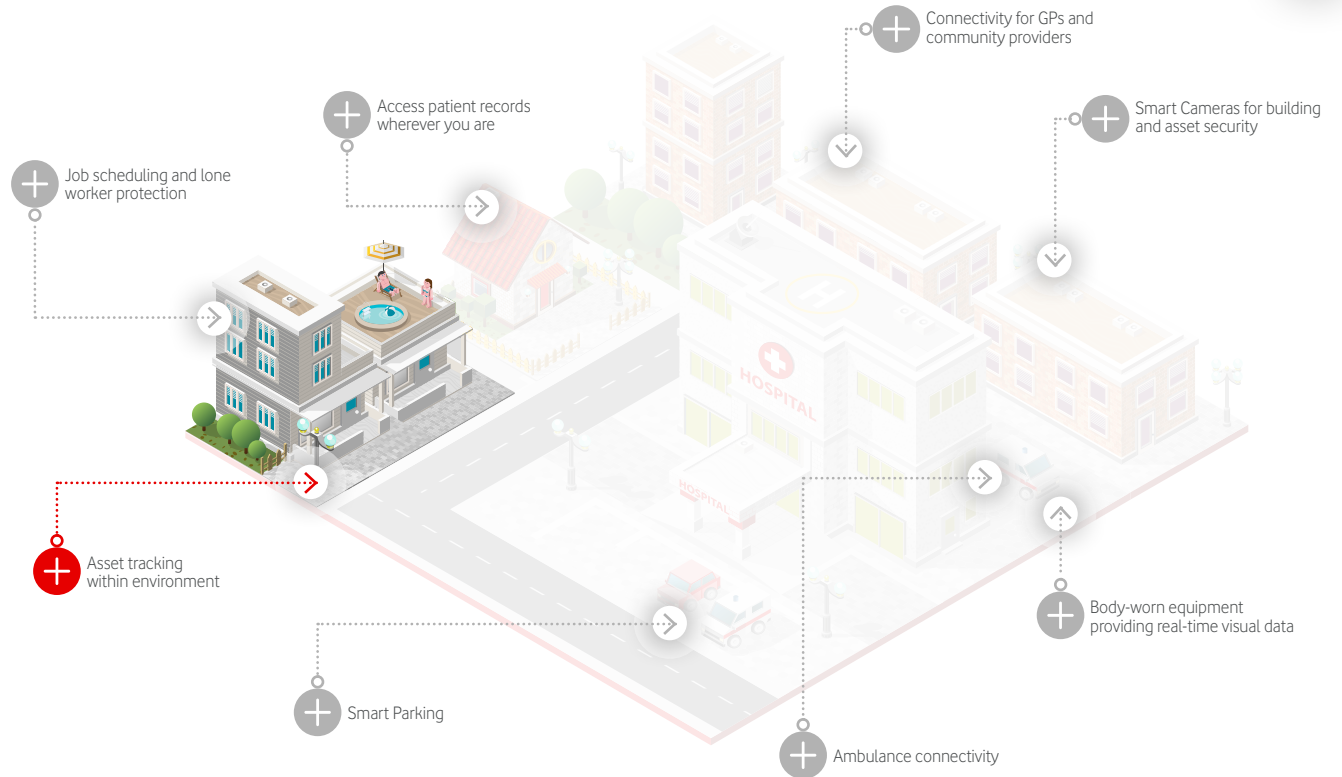 Connectivity for GPs and
community providers
Access patient records
wherever you are
Smart Cameras for building
and asset security
Job scheduling and lone
worker protection
HOSPITAL
HOSPITAL
Asset tracking
within environment
Body-worn equipment
providing real-time visual data
Smart Parking
Ambulance connectivity